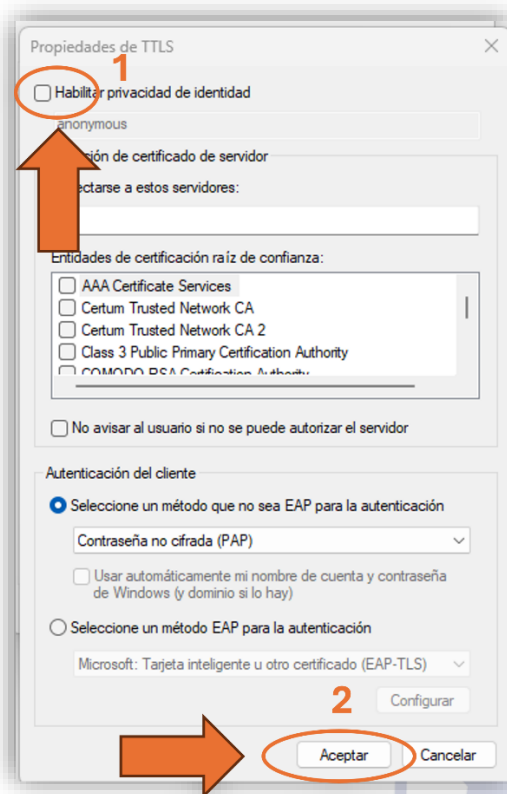 Propiedades de TTLS
1
Habilitar privacidad de identidad
anonymous
ción de certificado de servidor
ectarse a estos servidores:
Entidades de certificación raíz de confianza:
AAA Certificate Services
Certum Trusted Network CA
Certum Trusted Network CA 2
Class 3 Public Primary Certification Authority
COMODO RSA Certification Authority
No avisar al usuario si no se puede autorizar el servidor
Autenticación del cliente
Seleccione un método que no sea EAP para la autenticación
Contraseña no cifrada (PAP)
Usar automáticamente mi nombre de cuenta y contraseña
de Windows (y dominio si lo hay)
Seleccione un método EAP para la autenticación
Microsoft: Tarjeta inteligente u otro certificado (EAP-TLS)
2
Configurar
Aceptar
Cancelar